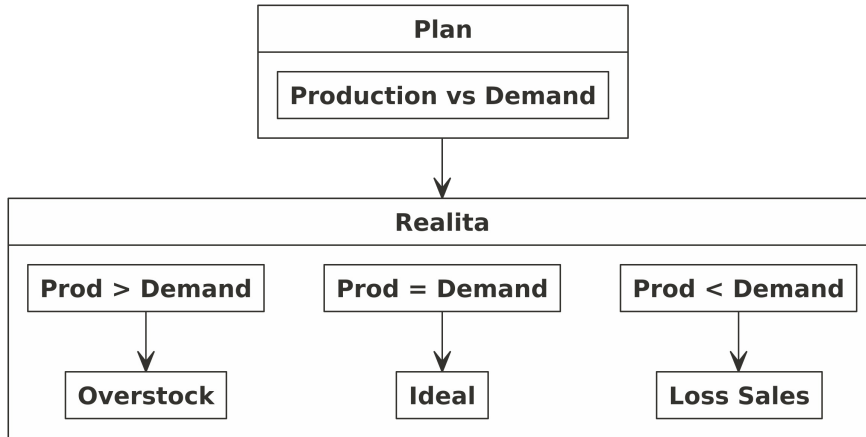 Plan
Production vs Demand
Realita
Prod > Demand
Prod = Demand
Prod < Demand
Overstock
Ideal
Loss Sales